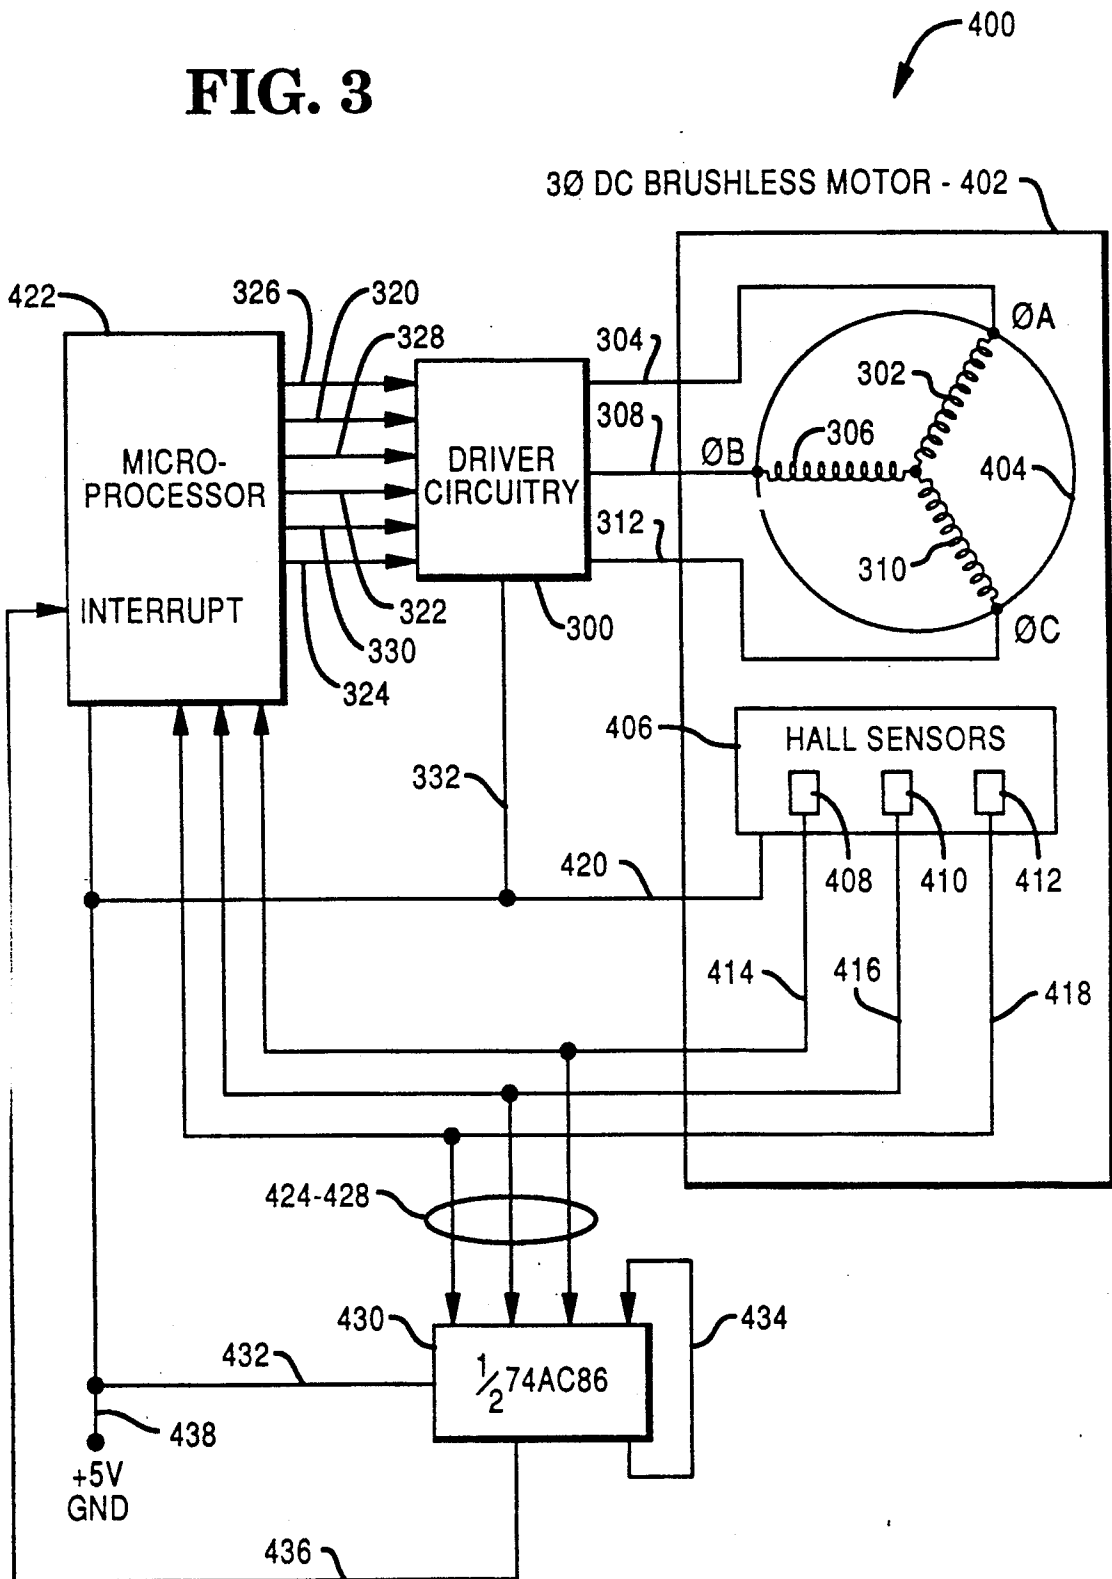 400
FIG. 3
3Ø DC BRUSHLESS MOTOR - 402
422
326
320
328
304
ØA
302
308
ØB
306
404
MICRO-
PROCESSOR
DRIVER
CIRCUITRY
312
310
INTERRUPT
322
300
ØC
330
324
406
HALL SENSORS
332
420
408
410
412
414
416
418
424-428
430
434
432
1/2 74AC86
438
+5V
GND
436